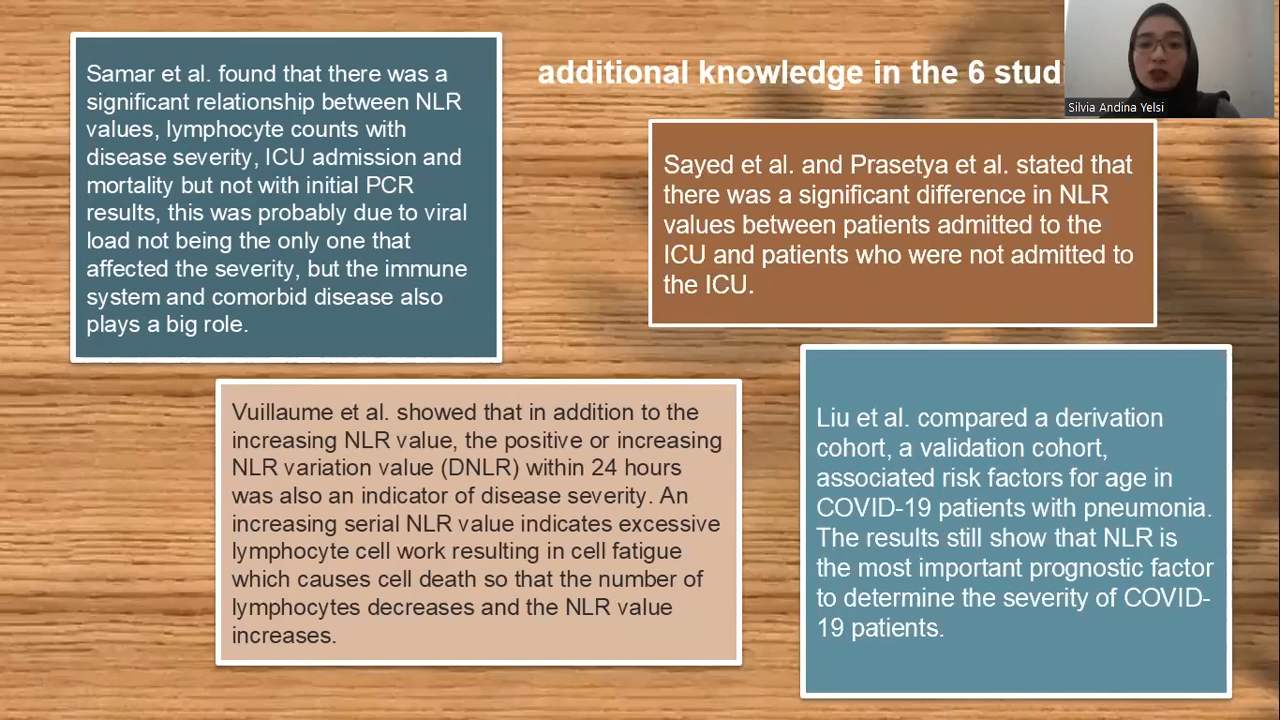 additional knowledge in the 6
Silvia Andina Yelsi
Samar et al. found that there was a
significant relationship between NLR
values, lymphocyte counts with
disease severity, ICU admission and
mortality but not with initial PCR
results, this was probably due to viral
load not being the only one that
affected the severity, but the immune
system and comorbid disease also
plays a big role.
Sayed et al. and Prasetya et al. stated that
there was a significant difference in NLR
values between patients admitted to the
ICU and patients who were not admitted to
the ICU.
Vuillaume et al. showed that in addition to the
increasing NLR value, the positive or increasing
NLR variation value (DNLR) within 24 hours
was also an indicator of disease severity. An
increasing serial NLR value indicates excessive
lymphocyte cell work resulting in cell fatigue
which causes cell death so that the number of
lymphocytes decreases and the NLR value
increases.
Liu et al. compared a derivation
cohort, a validation cohort,
associated risk factors for age in
COVID-19 patients with pneumonia.
The results still show that NLR is
the most important prognostic factor
to determine the severity of COVID-
19 patients.